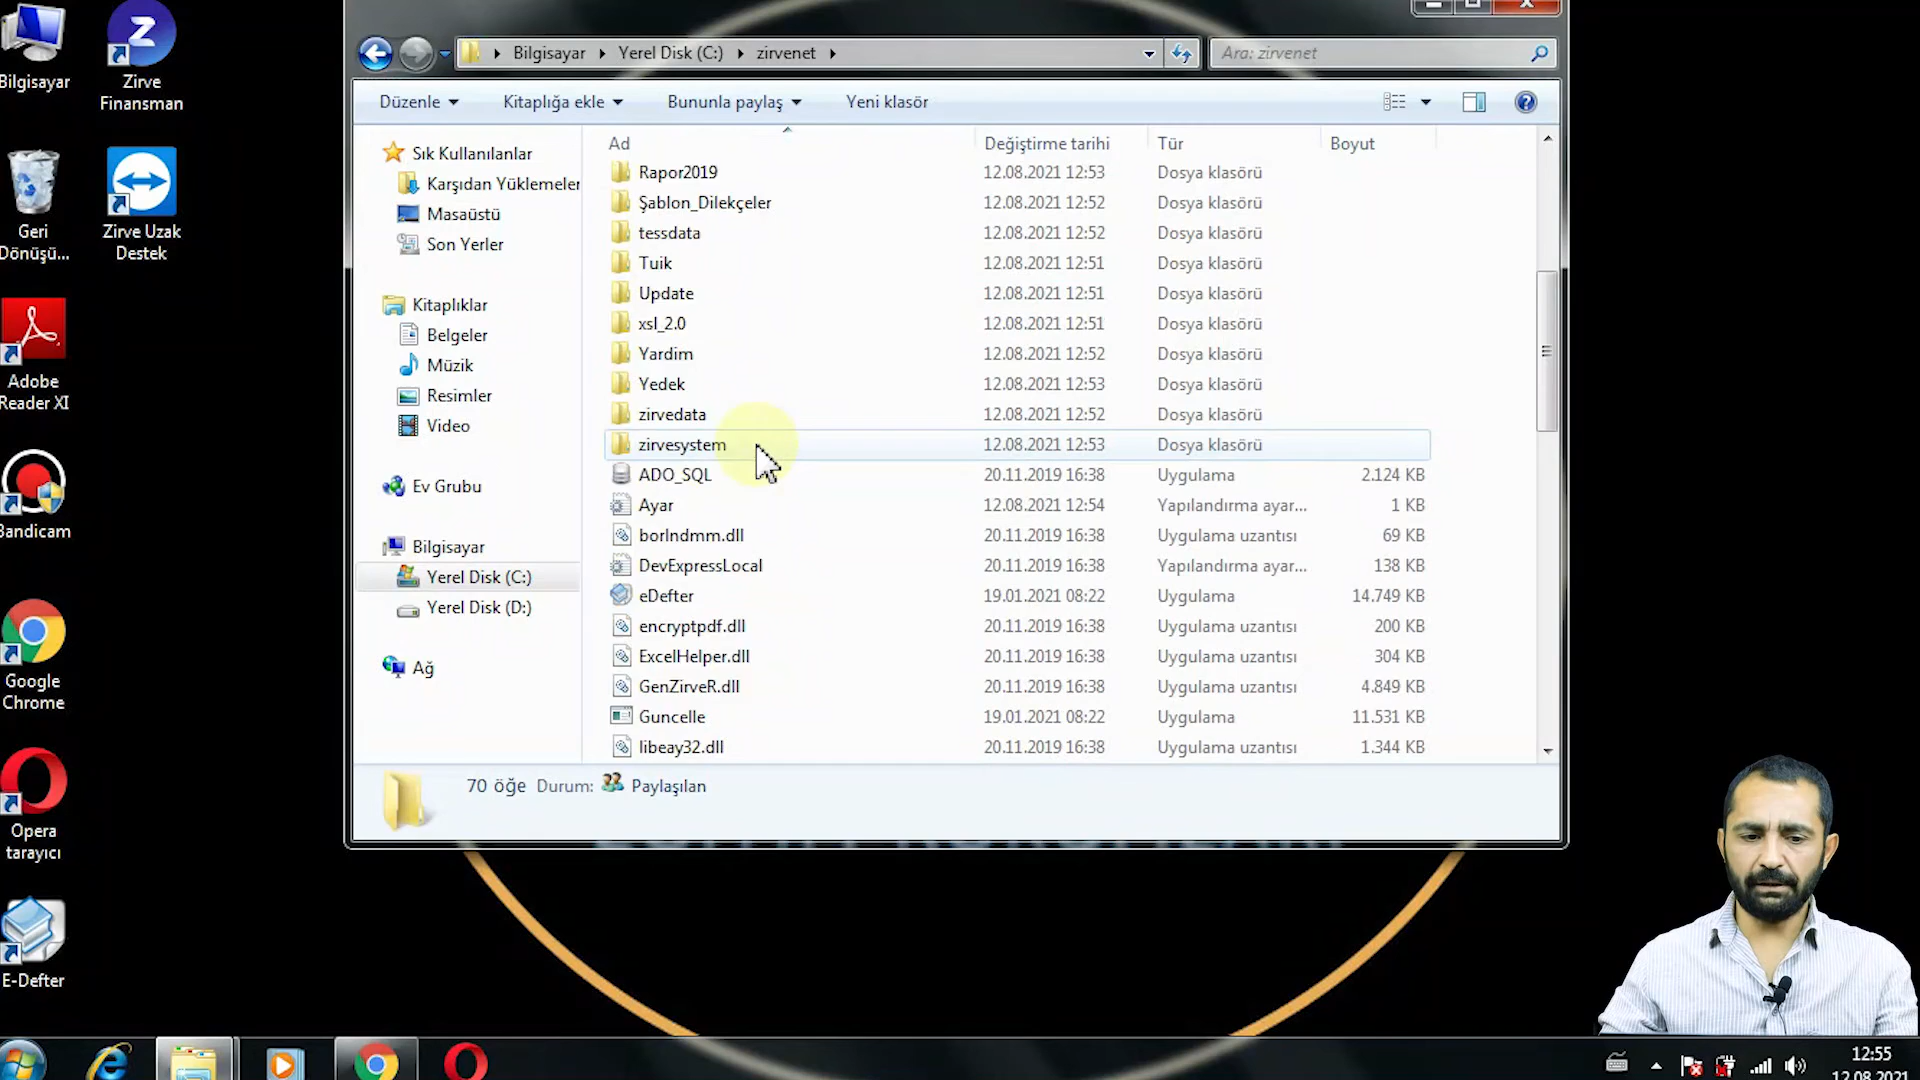 Bilgisayar
Zirve
Finansman
Geri
Dönüşü...
Zirve Uzak
Destek
Adobe
Reader XI
Bandicam
Google
Chrome
Opera
tarayıcı
E-Defter
Bilgisayar
Yerel Disk (C:)
zirvenet
Ara: zirvenet
Düzenle
Kitaplığa ekle
Bununla paylaş
Yeni klasör
Sık Kullanılanlar
Karşıdan Yüklemeler
Masaüstü
Son Yerler
Kitaplıklar
Belgeler
Müzik
Resimler
Video
Ev Grubu
Bilgisayar
Yerel Disk (C:)
Yerel Disk (D:)
Ağ
Ad Değiştirme tarihi Tür Boyut
Rapor2019 12.08.2021 12:53 Dosya klasörü
Şablon_Dilekçeler 12.08.2021 12:52 Dosya klasörü
tessdata 12.08.2021 12:52 Dosya klasörü
Tuik 12.08.2021 12:51 Dosya klasörü
Update 12.08.2021 12:51 Dosya klasörü
xsl_2.0 12.08.2021 12:51 Dosya klasörü
Yardim 12.08.2021 12:52 Dosya klasörü
Yedek 12.08.2021 12:53 Dosya klasörü
zirvedata 12.08.2021 12:52 Dosya klasörü
zirvesystem 12.08.2021 12:53 Dosya klasörü
ADO_SQL 20.11.2019 16:38 Uygulama 2.124 KB
Ayar 12.08.2021 12:54 Yapılandırma ayar... 1 KB
borlndmm.dll 20.11.2019 16:38 Uygulama uzantısı 69 KB
DevExpressLocal 20.11.2019 16:38 Yapılandırma ayar... 138 KB
eDefter 19.01.2021 08:22 Uygulama 14.749 KB
encryptpdf.dll 20.11.2019 16:38 Uygulama uzantısı 200 KB
ExcelHelper.dll 20.11.2019 16:38 Uygulama uzantısı 304 KB
GenZirveR.dll 20.11.2019 16:38 Uygulama uzantısı 4.849 KB
Guncelle 19.01.2021 08:22 Uygulama 11.531 KB
libeay32.dll 20.11.2019 16:38 Uygulama uzantısı 1.344 KB
70 öğe Durum: Paylaşılan
12:55
12.08.2021